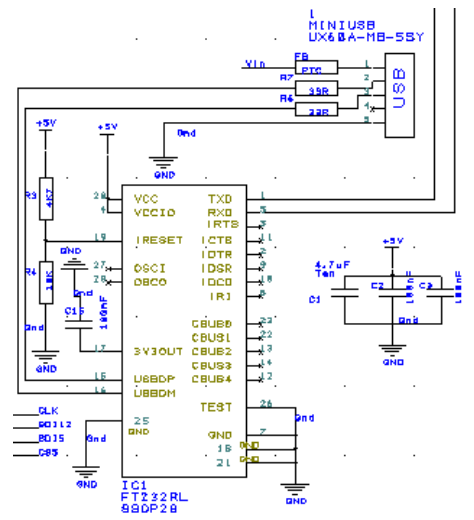 1
MINIUSB
UX60A-MB-5SY
Vin
FB
PTC
1
R7
33R
2
R6
33R
3
4
5
USB
Gnd
GND
+5V
+5V
R3
4K7
R4
10K
Gnd
GND
GND
Gnd
C15
100nF
20
VCC
TXD
1
4
VCCIO
RXD
5
!RTS
3
19
!RESET
!CTS
11
!DTR
2
27
OSCI
!DSR
9
28
OSCO
!DCD
10
!RI
6
CBUS0
23
CBUS1
22
17
3V3OUT
CBUS2
13
CBUS3
14
15
USBDP
CBUS4
12
16
USBDM
TEST
26
25
GND
GND
7
18
GND
21
GND
Gnd
GND
Gnd
GND
IC1
FT232RL
SSOP28
+5V
4.7uF
Tan
C1
C2
100nF
C3
100nF
Gnd
GND
CLK
SDI12